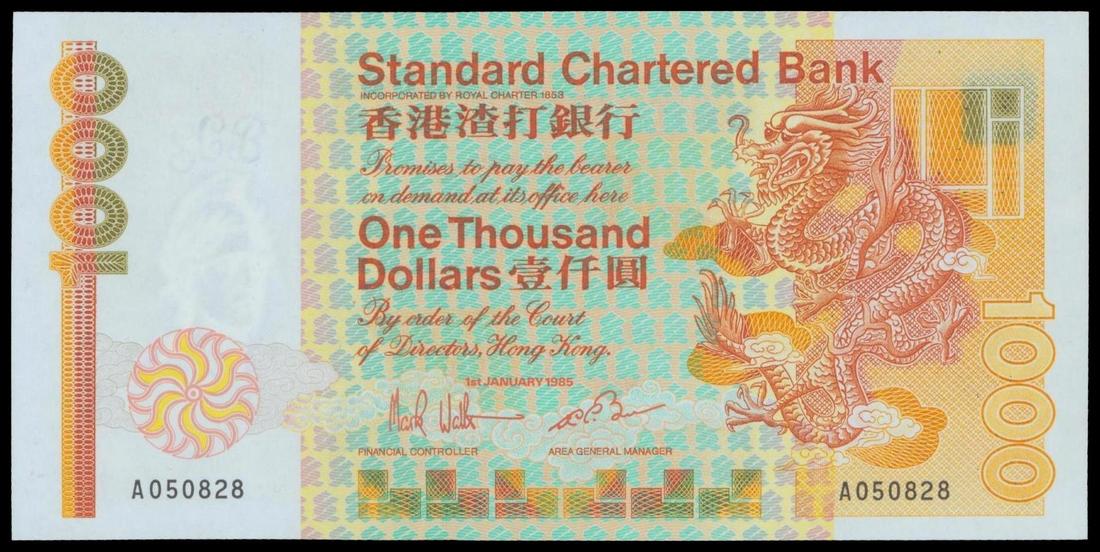 1000
Standard Chartered Bank
INCORPORATED BY ROYAL CHARTER 1853
香港渣打銀行
Promises to pay the bearer
on demand at its office here
One Thousand
Dollars 壹仟圓
By order of the Court
of Directors, Hong Kong.
1st JANUARY 1985
FINANCIAL CONTROLLER
AREA GENERAL MANAGER
A050828
A050828
1000